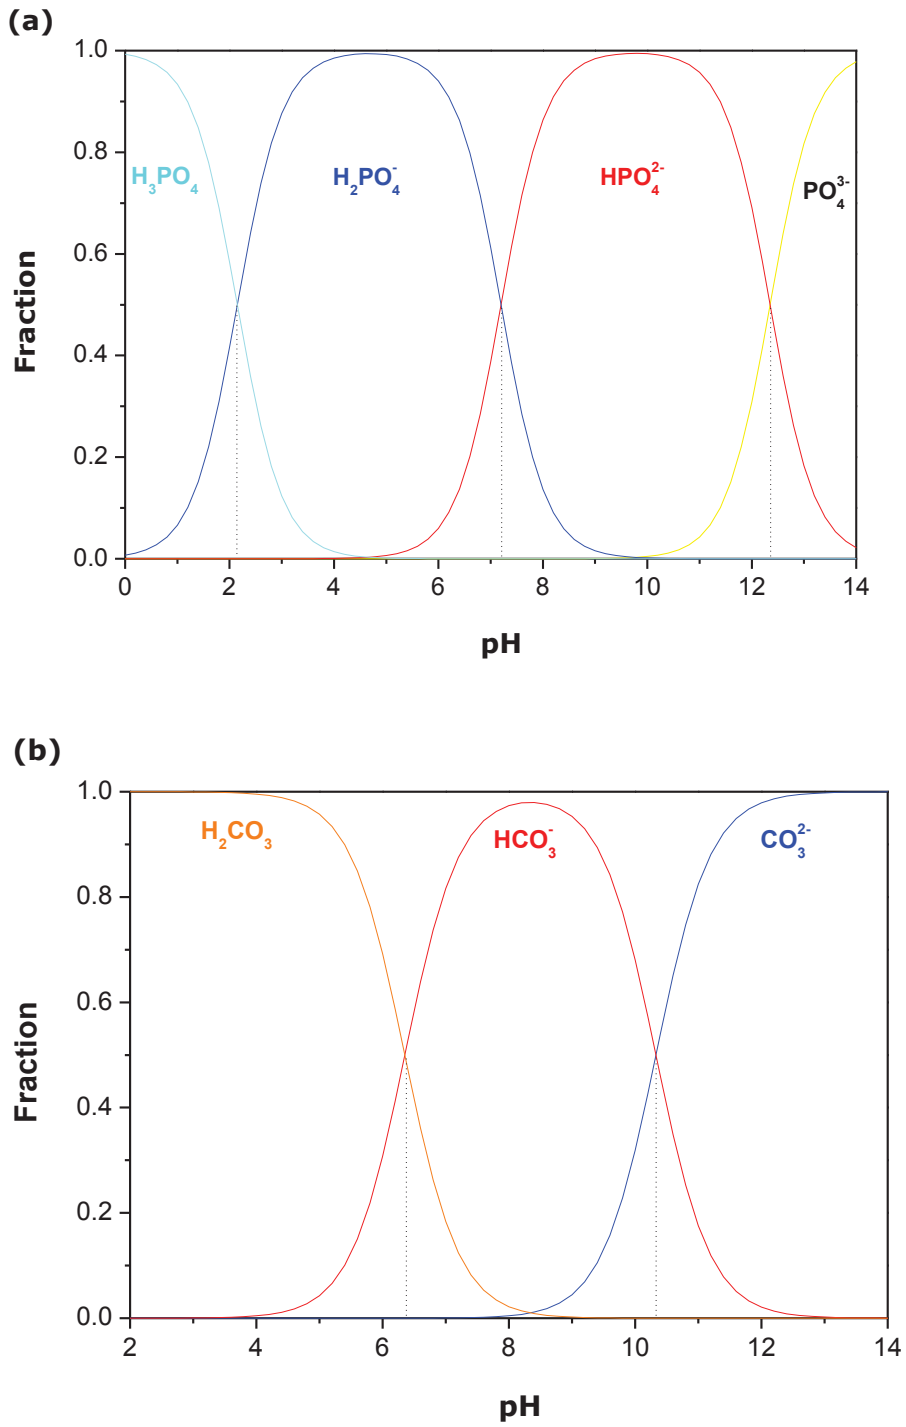 (a)
1.0
0.8
0.6
0.4
0.2
0.0
Fraction
H₃PO₄
H₂PO₄⁻
HPO₄²⁻
PO₄³⁻
0 2 4 6 8 10 12 14
pH
(b)
1.0
0.8
0.6
0.4
0.2
0.0
Fraction
H₂CO₃
HCO₃⁻
CO₃²⁻
2 4 6 8 10 12 14
pH